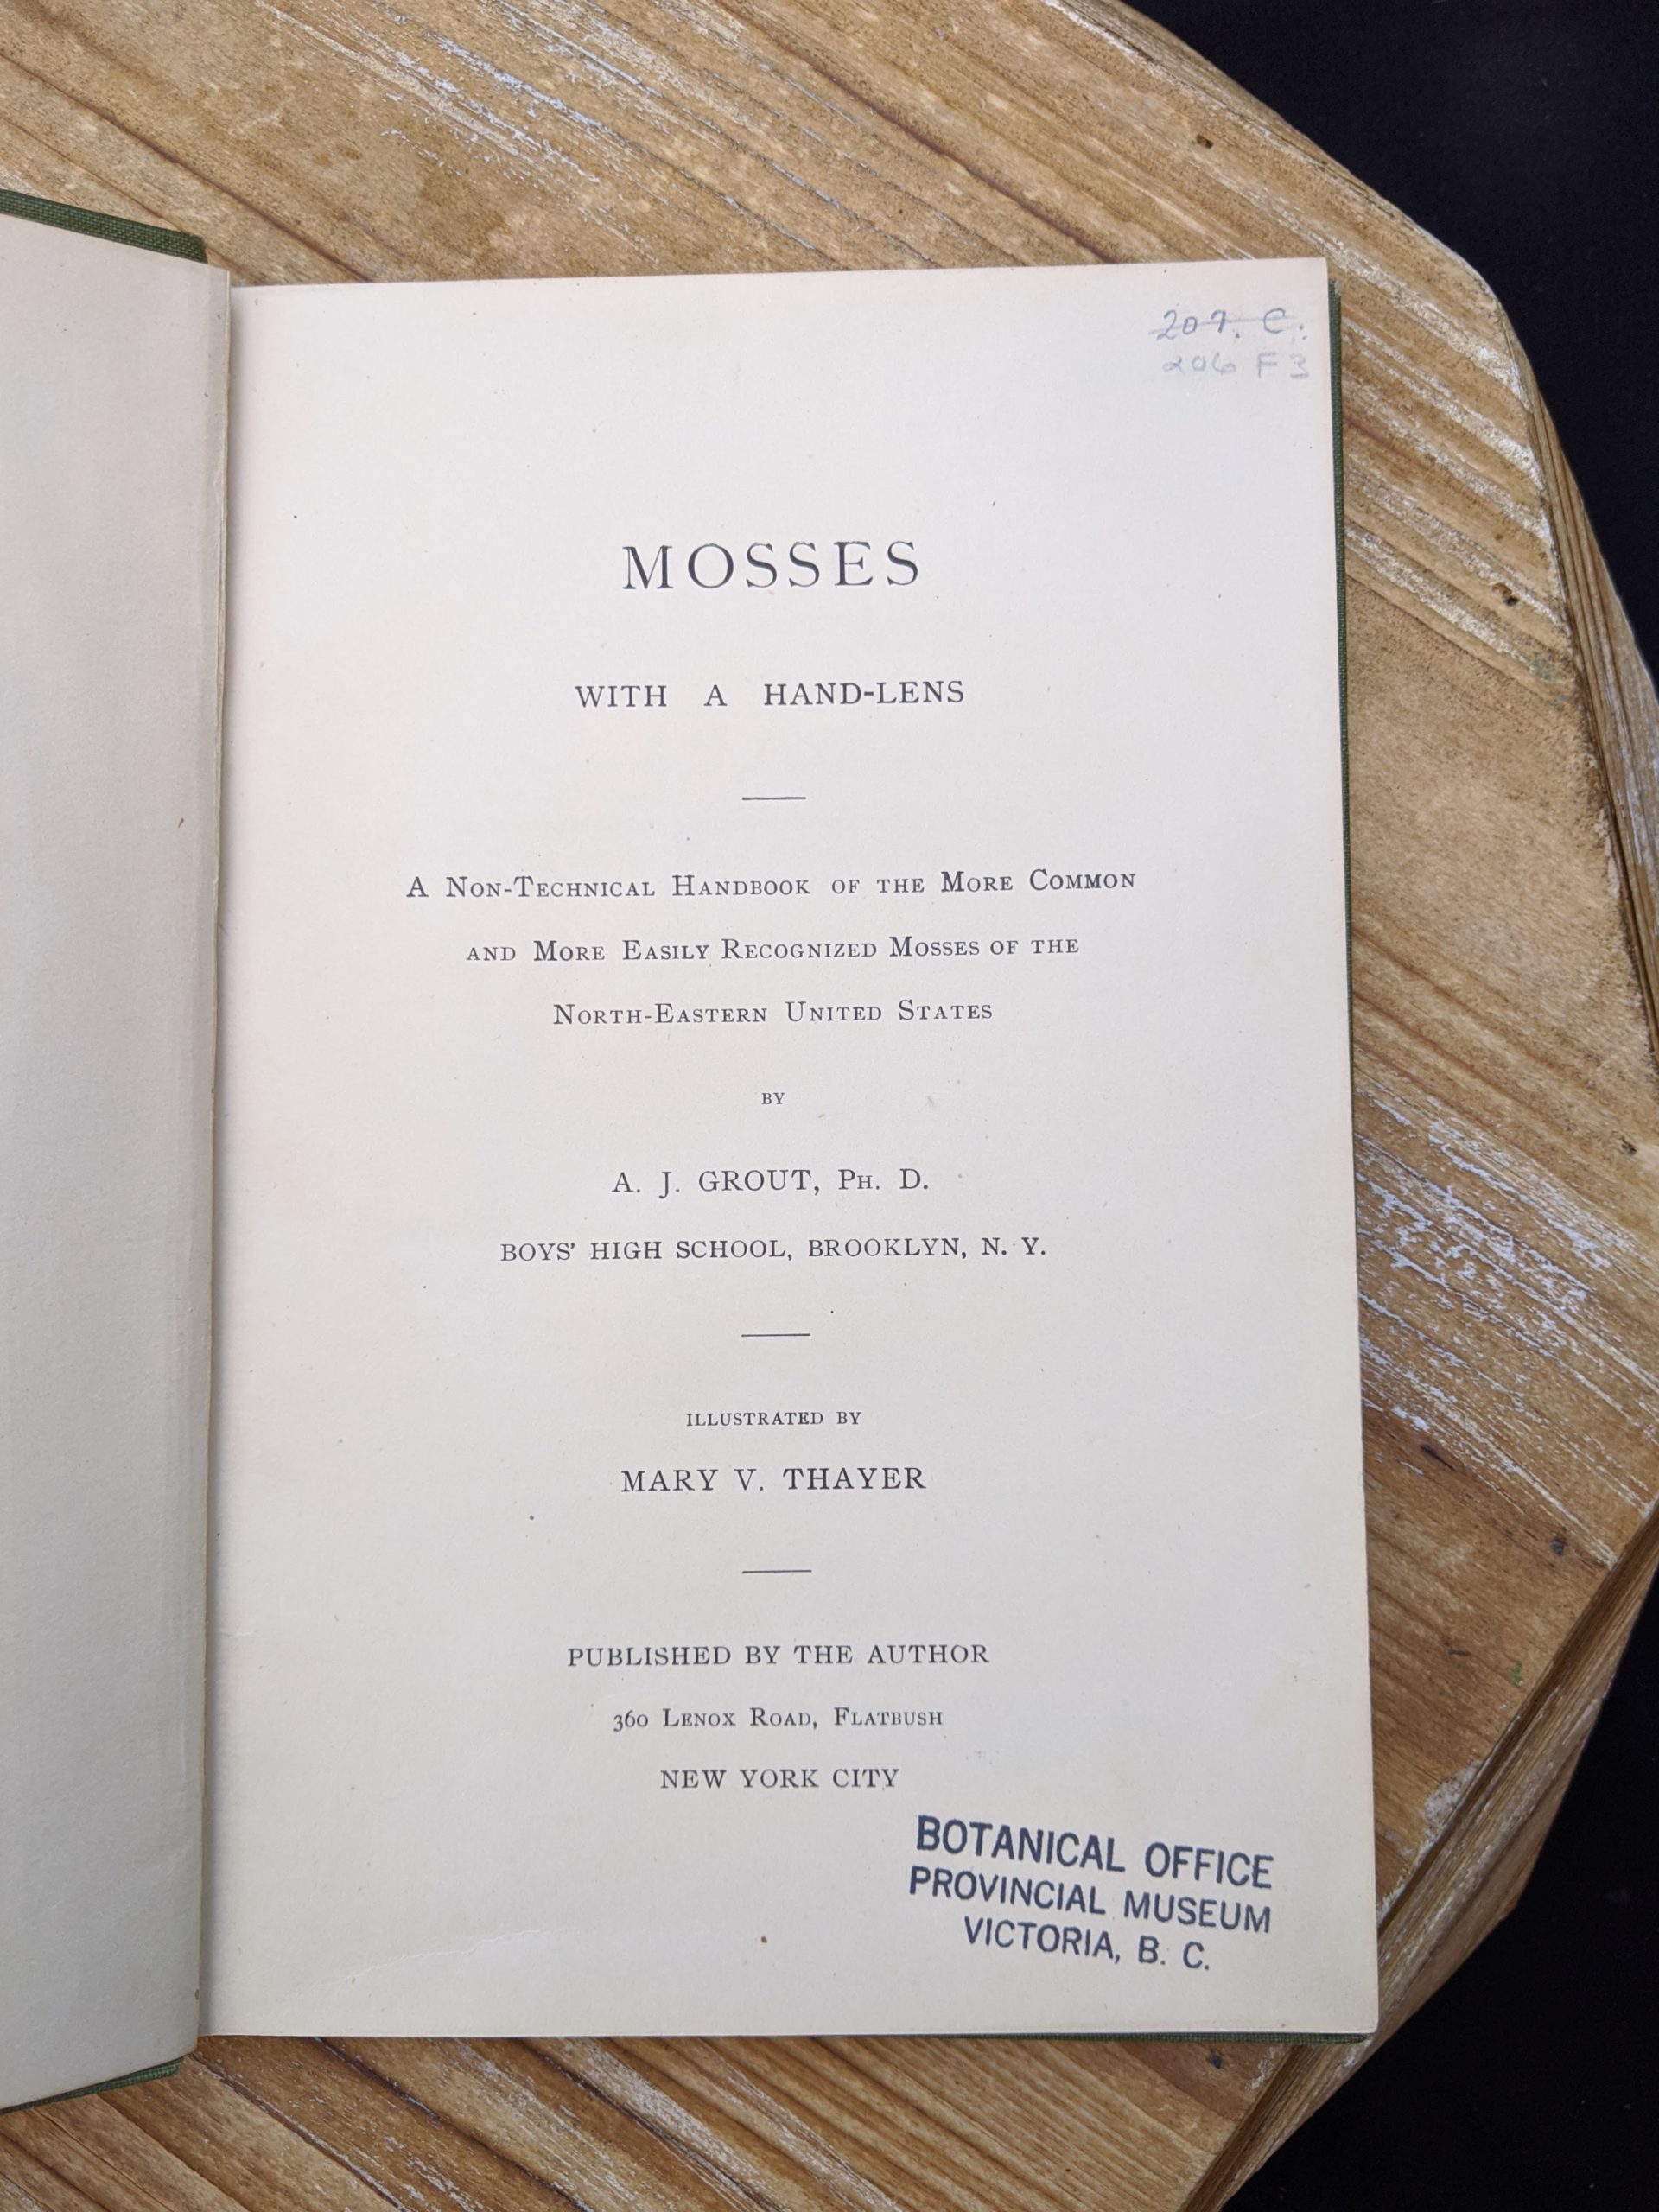 207. C.
206 F 3
MOSSES
WITH A HAND-LENS
A Non-Technical Handbook of the More Common
and More Easily Recognized Mosses of the
North-Eastern United States
BY
A. J. GROUT, Ph. D.
BOYS' HIGH SCHOOL, BROOKLYN, N. Y.
ILLUSTRATED BY
MARY V. THAYER
PUBLISHED BY THE AUTHOR
360 Lenox Road, Flatbush
NEW YORK CITY
BOTANICAL OFFICE
PROVINCIAL MUSEUM
VICTORIA, B. C.